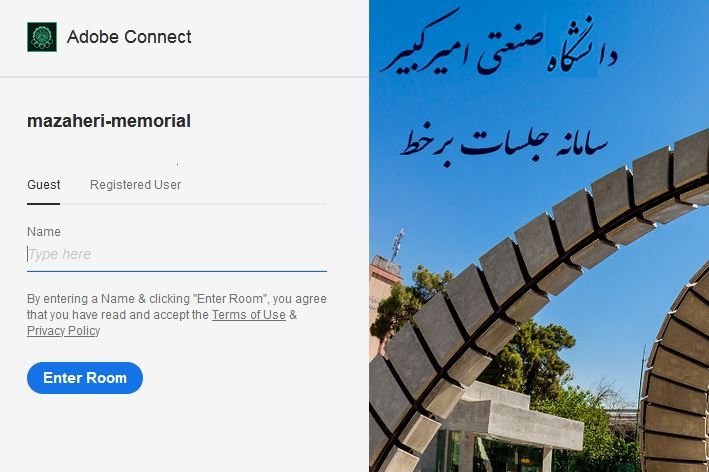 Adobe Connect
mazaheri-memorial
Guest
Registered User
Name
Type here
By entering a Name & clicking "Enter Room", you agree
that you have read and accept the Terms of Use &
Privacy Policy
Enter Room
دانشگاه صنعتی امیرکبیر
سامانه جلسات برخط